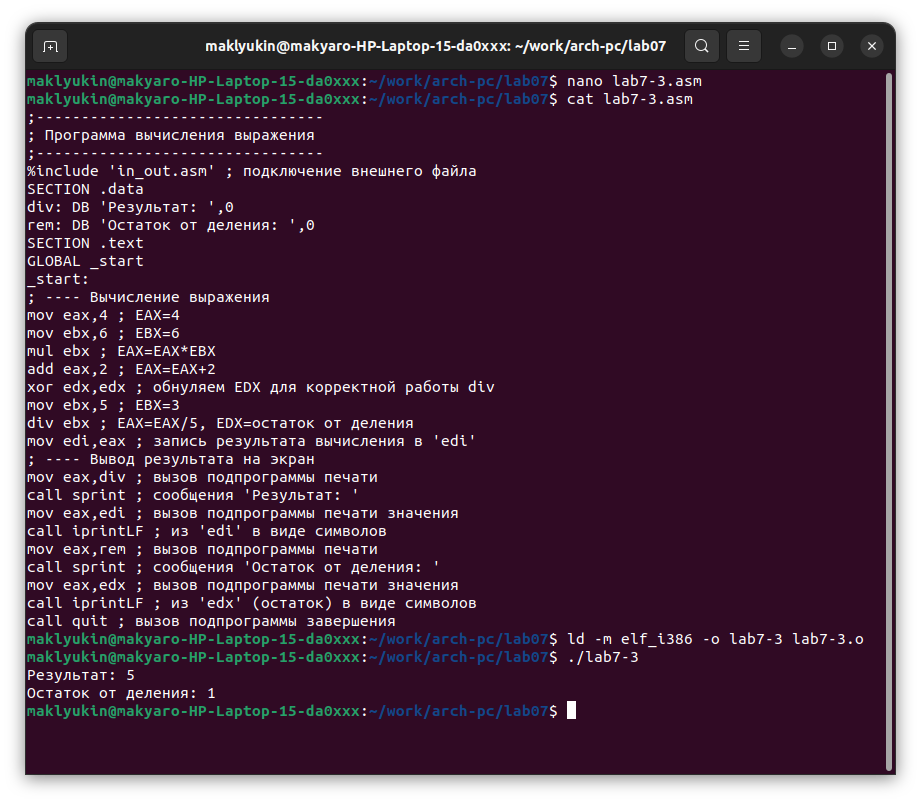 maklyukin@makyaro-HP-Laptop-15-da0xxx: ~/work/arch-pc/lab07
maklyukin@makyaro-HP-Laptop-15-da0xxx:~/work/arch-pc/lab07$ nano lab7-3.asm
maklyukin@makyaro-HP-Laptop-15-da0xxx:~/work/arch-pc/lab07$ cat lab7-3.asm
;--------------------------------
; Программа вычисления выражения
;--------------------------------
%include 'in_out.asm' ; подключение внешнего файла
SECTION .data
div: DB 'Результат: ',0
rem: DB 'Остаток от деления: ',0
SECTION .text
GLOBAL _start
_start:
; ---- Вычисление выражения
mov eax,4 ; EAX=4
mov ebx,6 ; EBX=6
mul ebx ; EAX=EAX*EBX
add eax,2 ; EAX=EAX+2
xor edx,edx ; обнуляем EDX для корректной работы div
mov ebx,5 ; EBX=3
div ebx ; EAX=EAX/5, EDX=остаток от деления
mov edi,eax ; запись результата вычисления в 'edi'
; ---- Вывод результата на экран
mov eax,div ; вызов подпрограммы печати
call sprint ; сообщения 'Результат: '
mov eax,edi ; вызов подпрограммы печати значения
call iprintLF ; из 'edi' в виде символов
mov eax,rem ; вызов подпрограммы печати
call sprint ; сообщения 'Остаток от деления: '
mov eax,edx ; вызов подпрограммы печати значения
call iprintLF ; из 'edx' (остаток) в виде символов
call quit ; вызов подпрограммы завершения
maklyukin@makyaro-HP-Laptop-15-da0xxx:~/work/arch-pc/lab07$ ld -m elf_i386 -o lab7-3 lab7-3.o
maklyukin@makyaro-HP-Laptop-15-da0xxx:~/work/arch-pc/lab07$ ./lab7-3
Результат: 5
Остаток от деления: 1
maklyukin@makyaro-HP-Laptop-15-da0xxx:~/work/arch-pc/lab07$